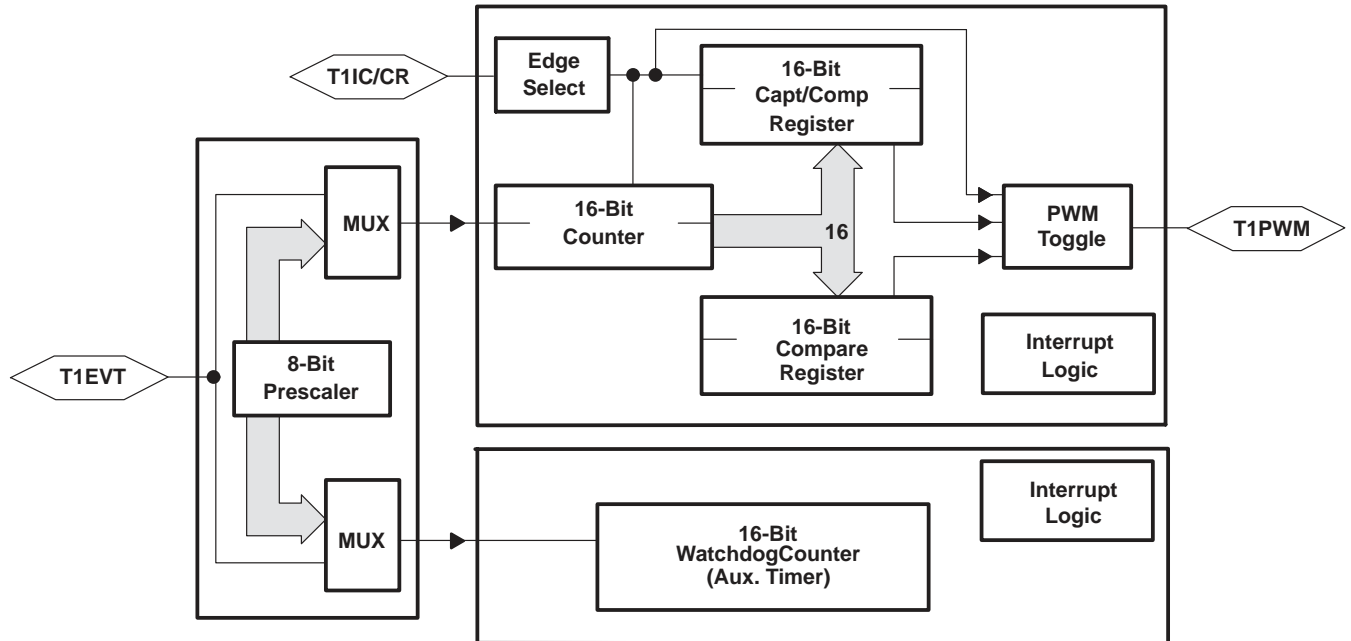 Edge
Select
T1IC/CR
16-Bit
Capt/Comp
Register
MUX
16-Bit
Counter
16
PWM
Toggle
T1PWM
T1EVT
8-Bit
Prescaler
16-Bit
Compare
Register
Interrupt
Logic
MUX
16-Bit
WatchdogCounter
(Aux. Timer)
Interrupt
Logic